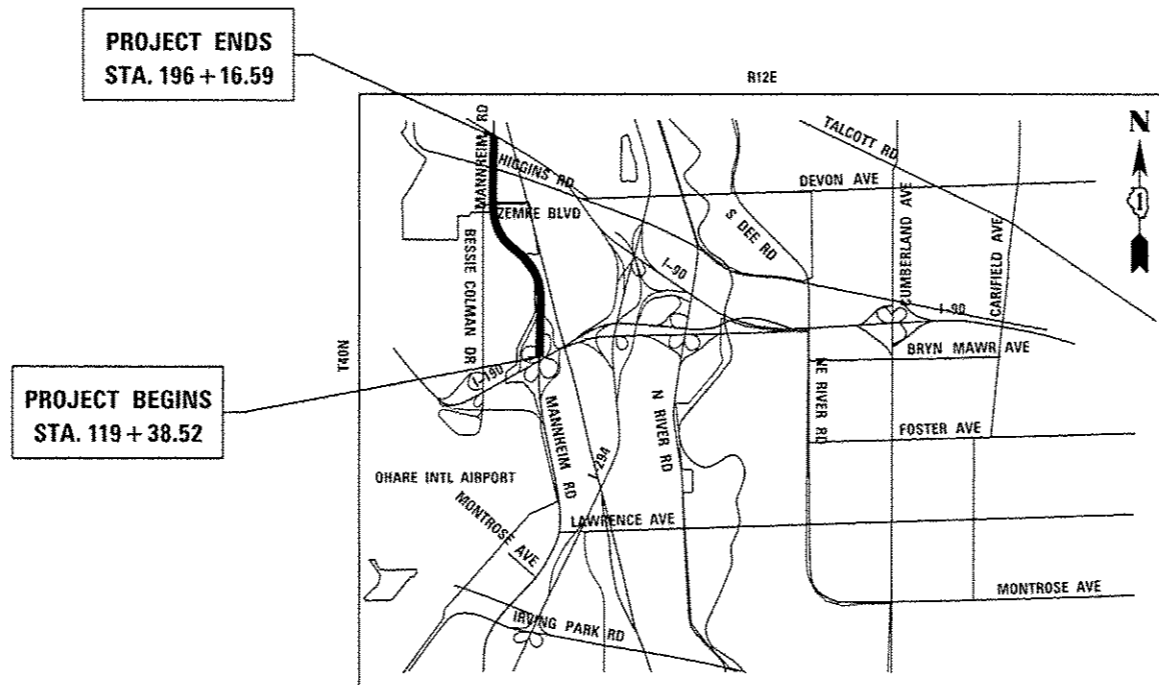 PROJECT ENDS
STA. 196+16.59
R12E
MANNHEIM RD
HIGGINS RD
TALCOTT RD
N
DEVON AVE
ZEMKE BLVD
S DEE RD
CUMBERLAND AVE
CARIFIELD AVE
BESSIE COLMAN DR
I-90
I-90
BRYN MAWR AVE
T40N
I-190
PROJECT BEGINS
STA. 119+38.52
MANNHEIM RD
N RIVER RD
NE RIVER RD
FOSTER AVE
I-294
OHARE INTL AIRPORT
MONTROSE AVE
LAWRENCE AVE
MONTROSE AVE
IRVING PARK RD